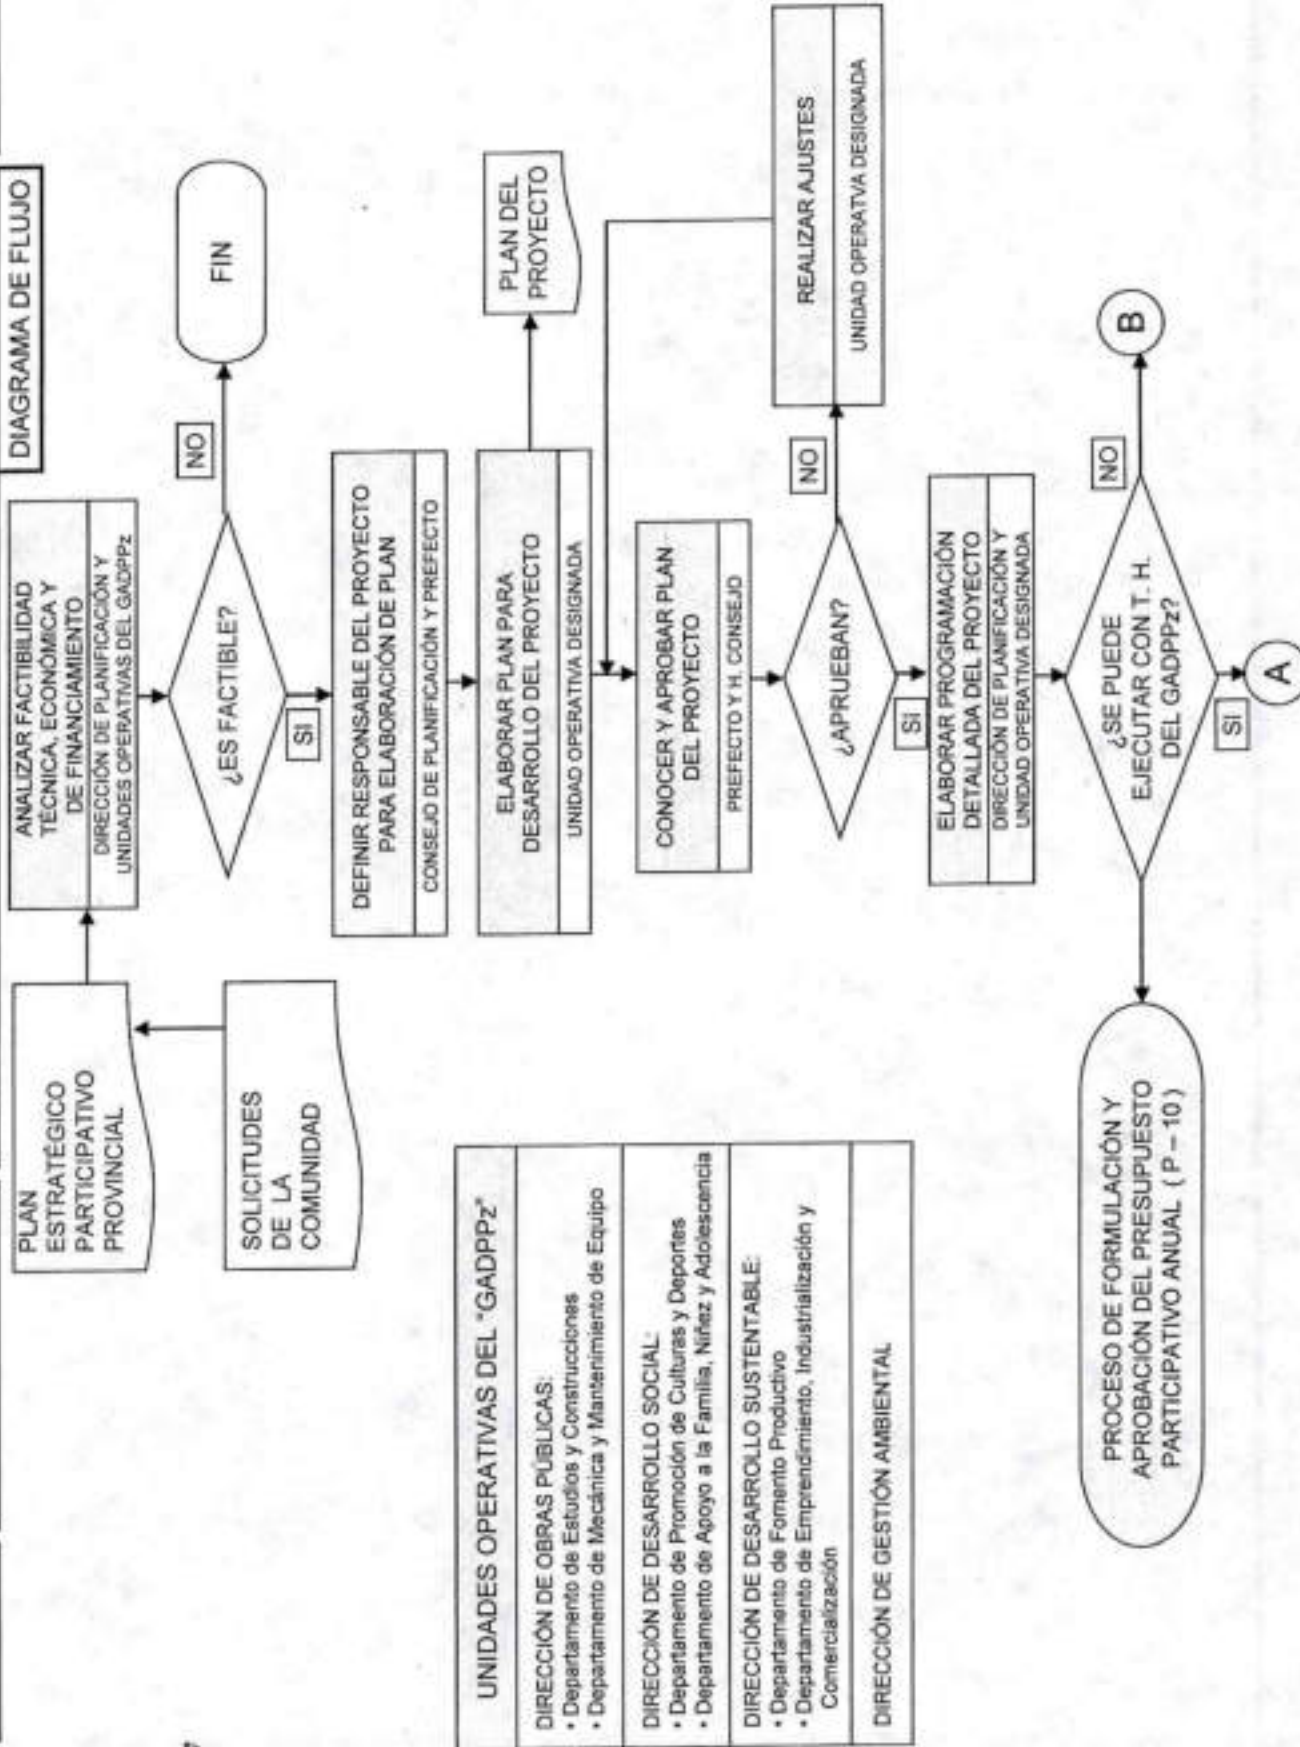 DIAGRAMA DE FLUJO
PLAN
ESTRATÉGICO
PARTICIPATIVO
PROVINCIAL
SOLICITUDES
DE LA
COMUNIDAD
ANALIZAR FACTIBILIDAD
TÉCNICA, ECONÓMICA Y
DE FINANCIAMIENTO
DIRECCIÓN DE PLANIFICACIÓN Y
UNIDADES OPERATIVAS DEL GADPPz
¿ES FACTIBLE?
NO
FIN
SI
DEFINIR RESPONSABLE DEL PROYECTO
PARA ELABORACIÓN DE PLAN
CONSEJO DE PLANIFICACIÓN Y PREFECTO
ELABORAR PLAN PARA
DESARROLLO DEL PROYECTO
UNIDAD OPERATIVA DESIGNADA
PLAN DEL
PROYECTO
CONOCER Y APROBAR PLAN
DEL PROYECTO
PREFECTO Y H. CONSEJO
¿APRUEBAN?
NO
REALIZAR AJUSTES
UNIDAD OPERATVA DESIGNADA
SI
ELABORAR PROGRAMACIÓN
DETALLADA DEL PROYECTO
DIRECCIÓN DE PLANIFICACIÓN Y
UNIDAD OPERATIVA DESIGNADA
¿SE PUEDE
EJECUTAR CON T. H.
DEL GADPPz?
NO
B
SI
A
PROCESO DE FORMULACIÓN Y
APROBACIÓN DEL PRESUPUESTO
PARTICIPATIVO ANUAL ( P – 10 )
UNIDADES OPERATIVAS DEL "GADPPz"
DIRECCIÓN DE OBRAS PÚBLICAS:
• Departamento de Estudios y Construcciones
• Departamento de Mecánica y Mantenimiento de Equipo
DIRECCIÓN DE DESARROLLO SOCIAL:
• Departamento de Promoción de Culturas y Deportes
• Departamento de Apoyo a la Familia, Niñez y Adolescencia
DIRECCIÓN DE DESARROLLO SUSTENTABLE:
• Departamento de Fomento Productivo
• Departamento de Emprendimiento, Industrialización y
Comercialización
DIRECCIÓN DE GESTIÓN AMBIENTAL